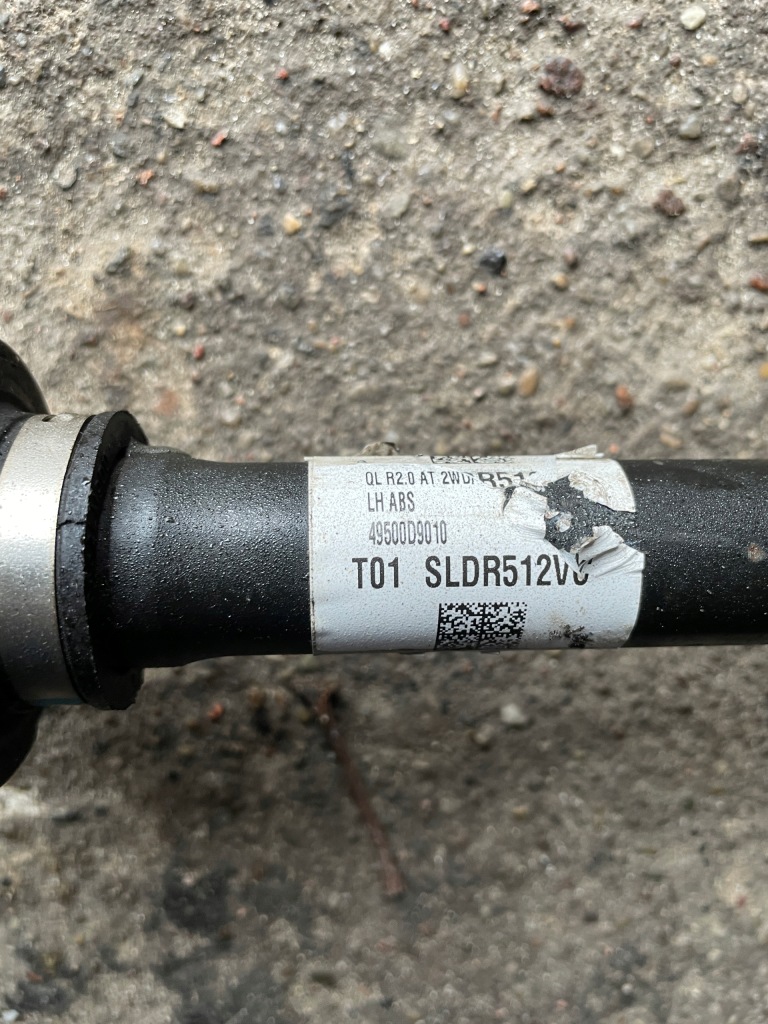 QL R2.0 AT 2WD
LH ABS
49500D9010
T01 SLDR512V